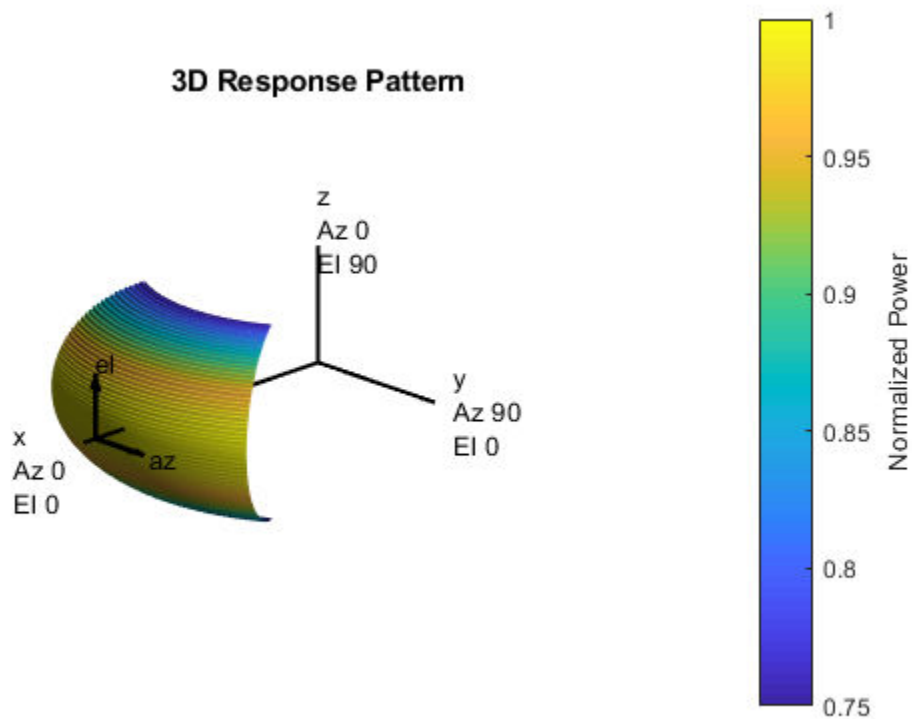 3D Response Pattern
z
Az 0
El 90
el
az
x
Az 0
El 0
y
Az 90
El 0
1
0.95
0.9
0.85
0.8
0.75
Normalized Power